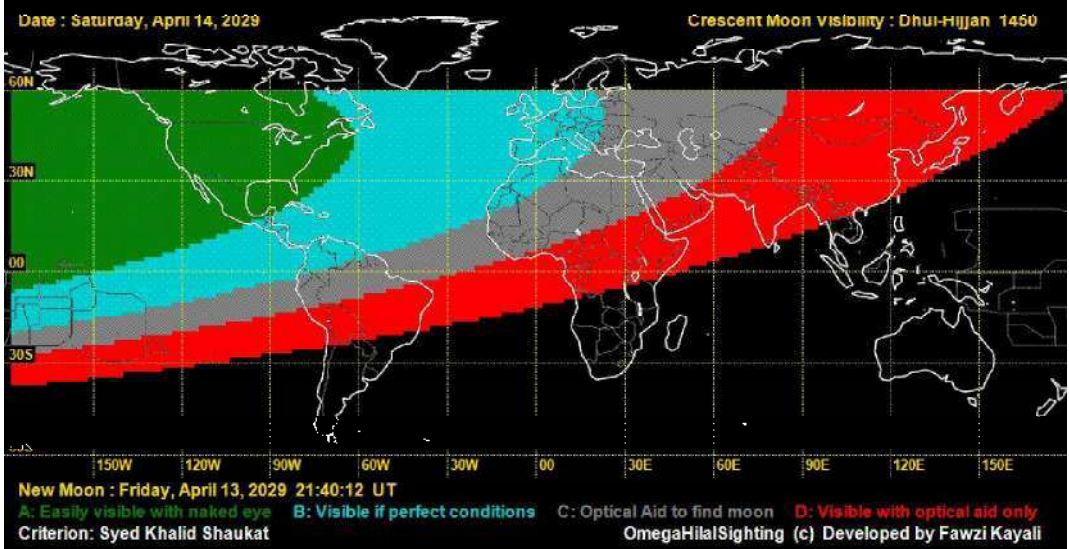 Date : Saturday, April 14, 2029 Crescent Moon Visibility : Dhul-Hijjah 1450
60N
30N
00
30S
150W 120W 90W 60W 30W 00 30E 60E 90E 120E 150E
New Moon : Friday, April 13, 2029 21:40:12 UT
A: Easily visible with naked eye B: Visible if perfect conditions C: Optical Aid to find moon D: Visible with optical aid only
Criterion: Syed Khalid Shaukat OmegaHilalSighting (c) Developed by Fawzi Kayali